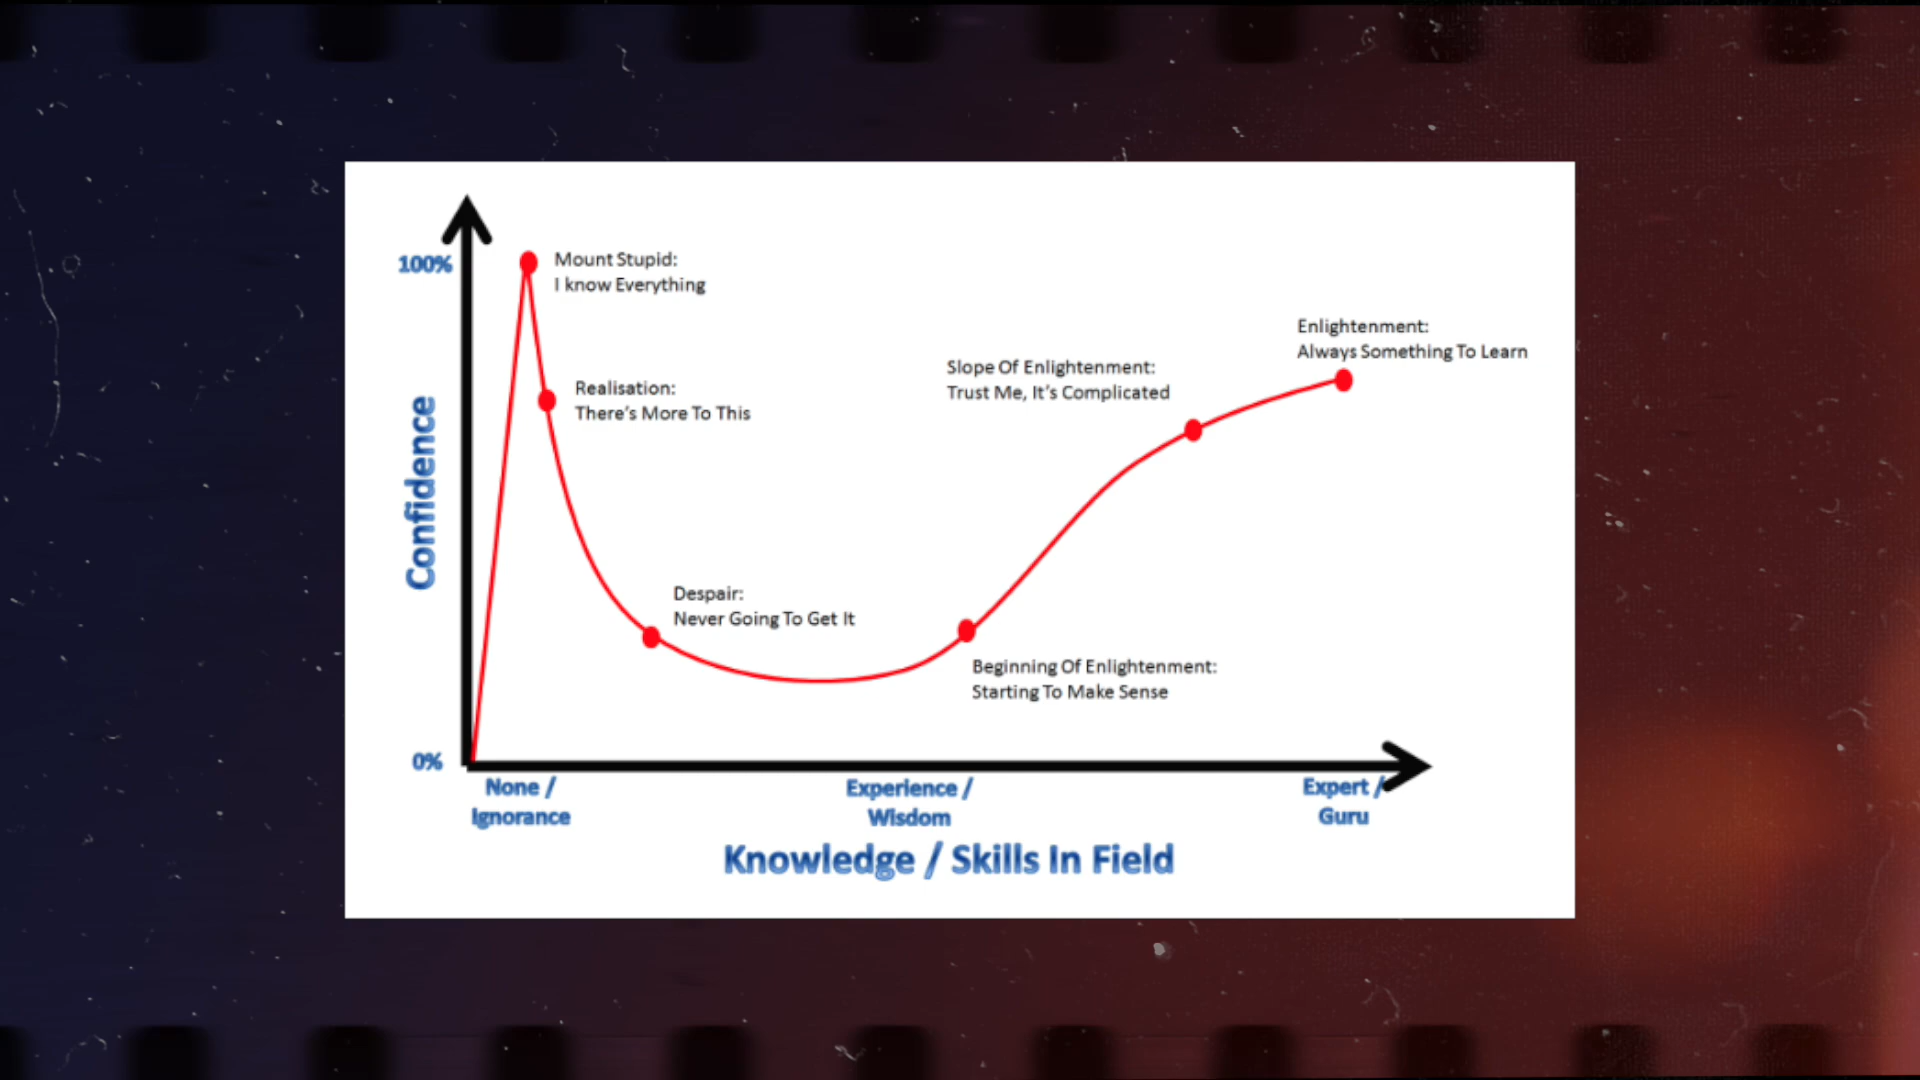 100%
Mount Stupid:
I know Everything
Enlightenment:
Always Something To Learn
Slope Of Enlightenment:
Trust Me, It's Complicated
Realisation:
There's More To This
Confidence
Despair:
Never Going To Get It
Beginning Of Enlightenment:
Starting To Make Sense
0%
None /
Ignorance
Experience /
Wisdom
Expert /
Guru
Knowledge / Skills In Field